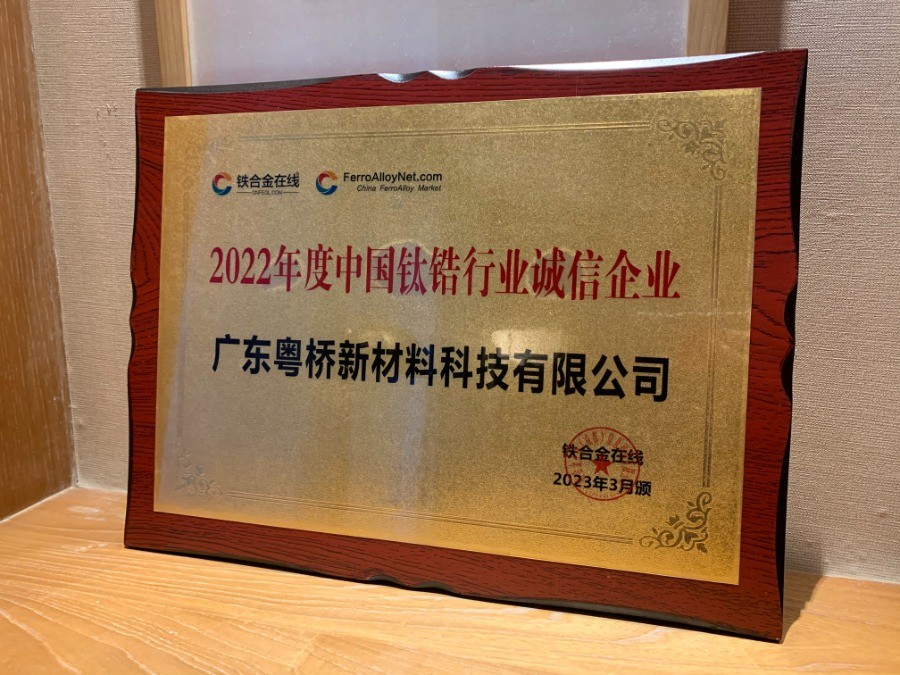 铁合金在线
CNFEOL.COM
FerroAlloyNet.com
China FerroAlloy Market
2022年度中国钛锆行业诚信企业
广东粤桥新材料科技有限公司
铁合金在线
2023年3月颁